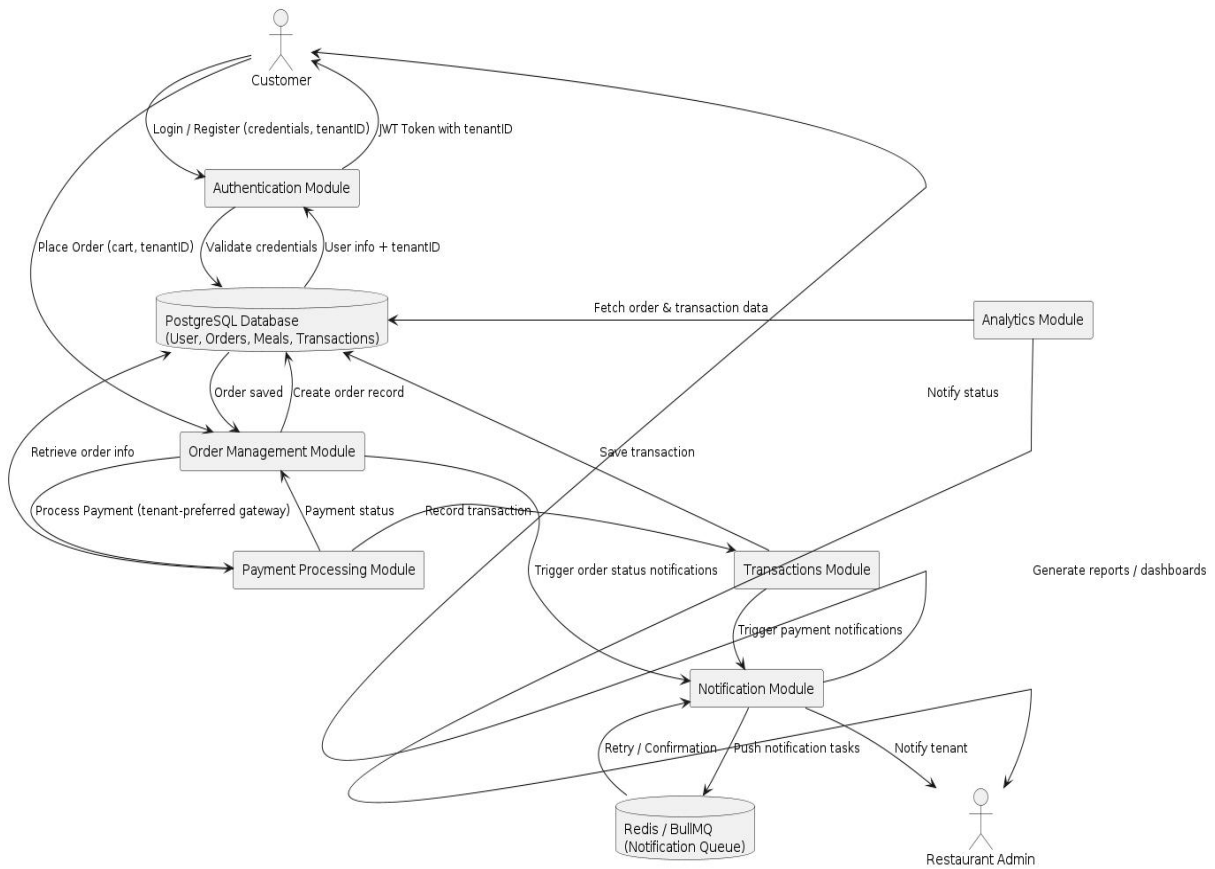 Customer
Login / Register (credentials, tenantID)
JWT Token with tenantID
Authentication Module
Place Order (cart, tenantID)
Validate credentials
User info + tenantID
PostgreSQL Database
(User, Orders, Meals, Transactions)
Fetch order & transaction data
Analytics Module
Order saved
Create order record
Notify status
Retrieve order info
Order Management Module
Save transaction
Process Payment (tenant-preferred gateway)
Payment status
Record transaction
Payment Processing Module
Trigger order status notifications
Transactions Module
Generate reports / dashboards
Trigger payment notifications
Notification Module
Retry / Confirmation
Push notification tasks
Notify tenant
Redis / BullMQ
(Notification Queue)
Restaurant Admin